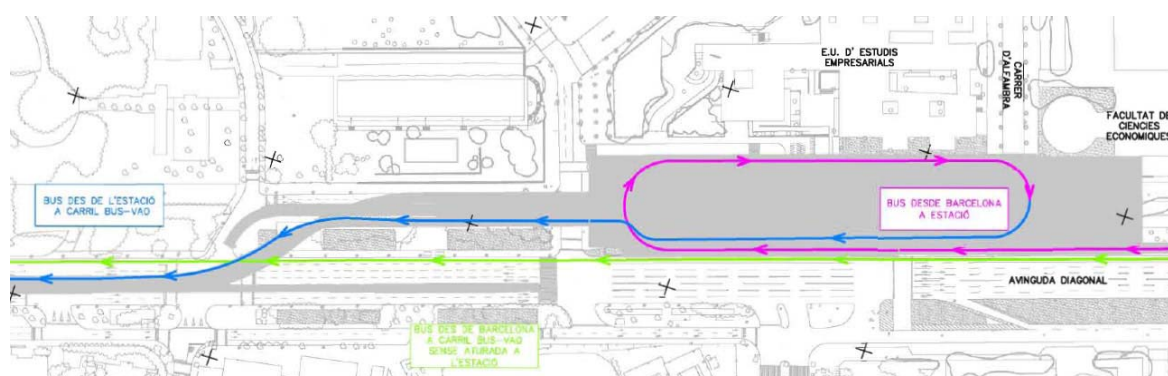 E.U. D' ESTUDIS
EMPRESARIALS
CARRER
D'ALFAMBRA
FACULTAT DE
CIENCIES
ECONOMIQUES
BUS DES DE L'ESTACIÓ
A CARRIL BUS-VAO
BUS DESDE BARCELONA
A ESTACIÓ
AVINGUDA DIAGONAL
BUS DES DE BARCELONA
A CARRIL BUS-VAO
SENSE ATURADA A
L'ESTACIÓ